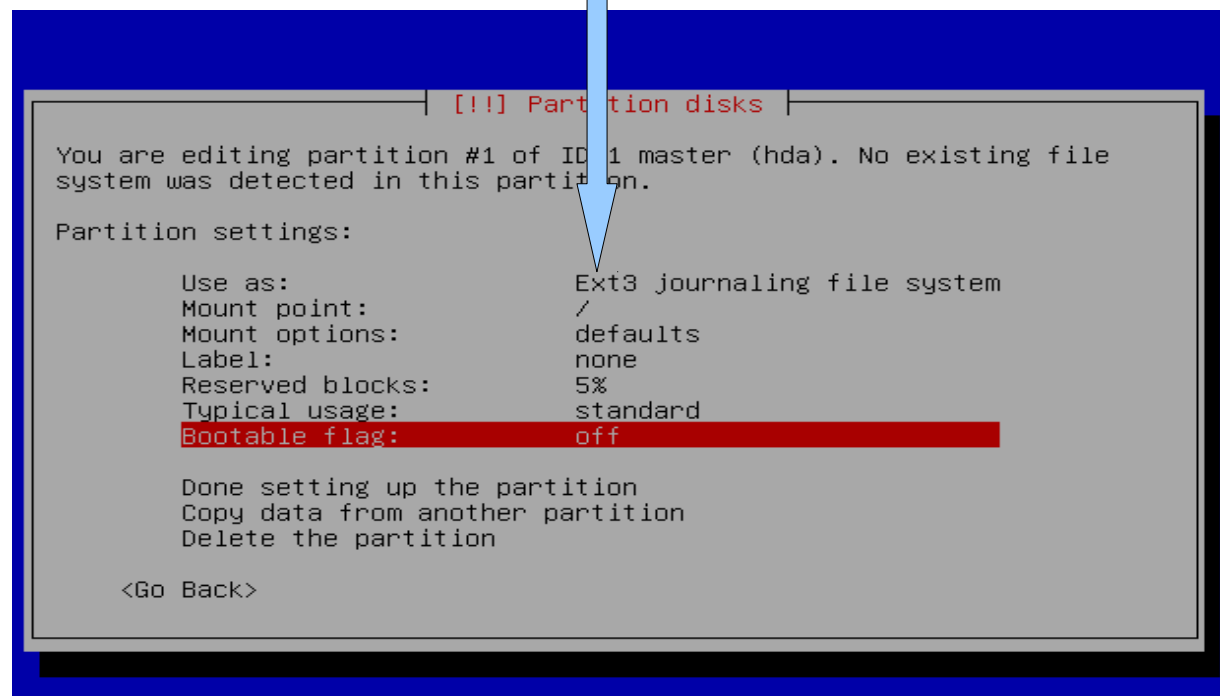 [!!] Partition disks
You are editing partition #1 of IDE1 master (hda). No existing file
system was detected in this partition.
Partition settings:
Use as: Ext3 journaling file system
Mount point: /
Mount options: defaults
Label: none
Reserved blocks: 5%
Typical usage: standard
Bootable flag: off
Done setting up the partition
Copy data from another partition
Delete the partition
<Go Back>